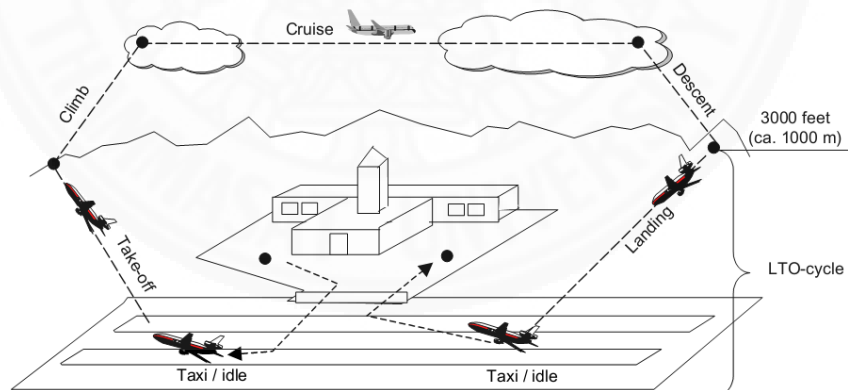 Cruise
Climb
Descent
3000 feet
(ca. 1000 m)
Take-off
Landing
LTO-cycle
Taxi / idle
Taxi / idle